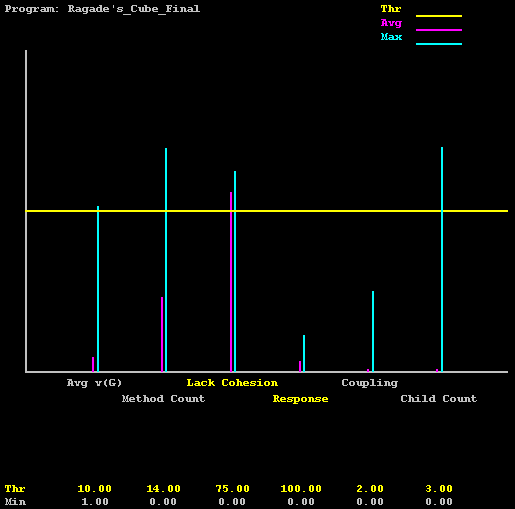 Program: Ragade's_Cube_Final
Thr
Avg
Max
Avg v(G) Lack Cohesion Coupling
Method Count Response Child Count
Thr 10.00 14.00 75.00 100.00 2.00 3.00
Min 1.00 0.00 0.00 0.00 0.00 0.00